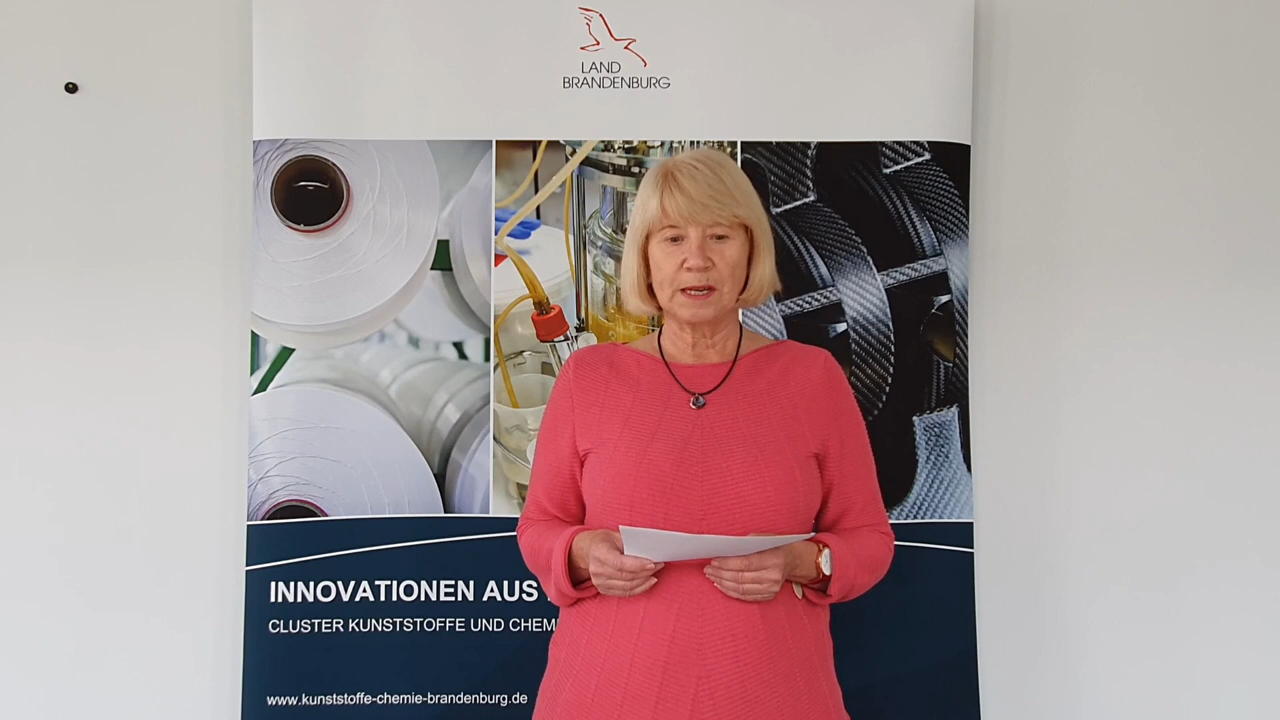 LAND
BRANDENBURG
INNOVATIONEN AUS
CLUSTER KUNSTSTOFFE UND CHEM
www.kunststoffe-chemie-brandenburg.de